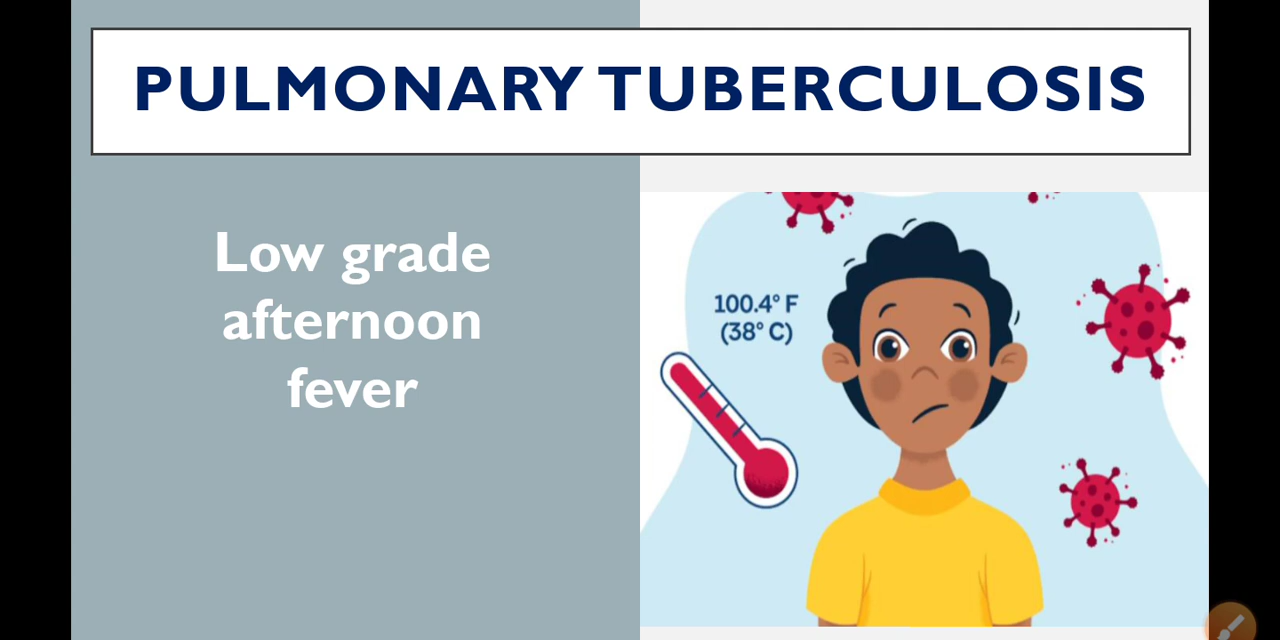 PULMONARY TUBERCULOSIS
Low grade
afternoon
fever
100.4° F
(38° C)